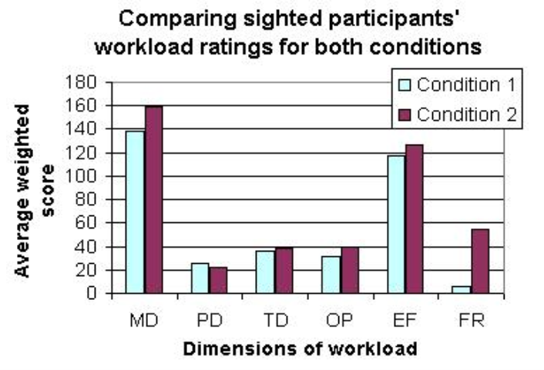 Comparing sighted participants'
workload ratings for both conditions
Condition 1
Condition 2
Average weighted
score
180
160
140
120
100
80
60
40
20
0
MD PD TD OP EF FR
Dimensions of workload